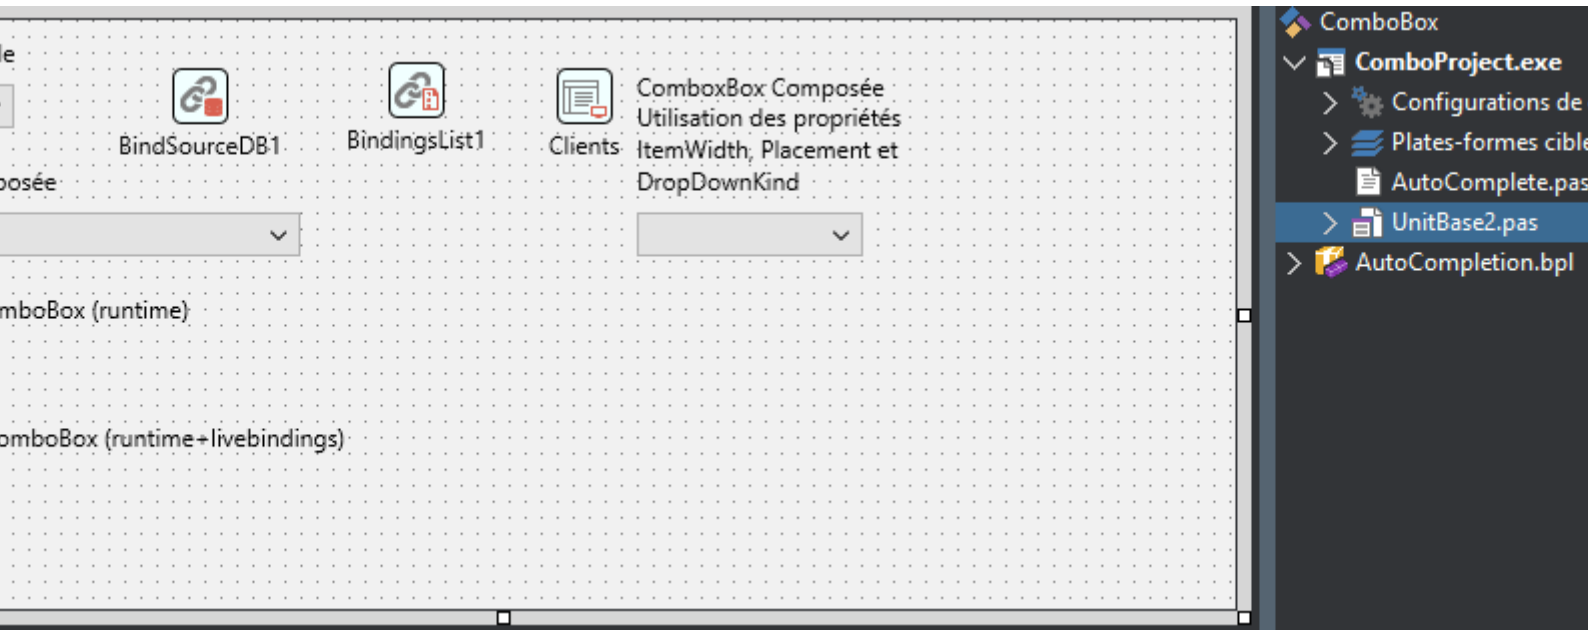 le
BindSourceDB1
BindingsList1
Clients
ComboxBox Composée
Utilisation des propriétés
ItemWidth, Placement et
DropDownKind
posée
mboBox (runtime)
omboBox (runtime+livebindings)
ComboBox
ComboProject.exe
Configurations de
Plates-formes cible
AutoComplete.pas
UnitBase2.pas
AutoCompletion.bpl